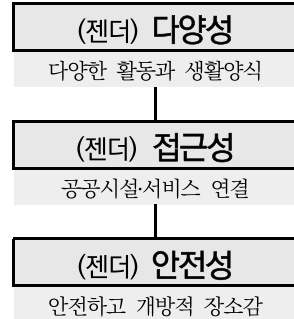 (젠더) 다양성
다양한 활동과 생활양식
(젠더) 접근성
공공시설·서비스 연결
(젠더) 안전성
안전하고 개방적 장소감